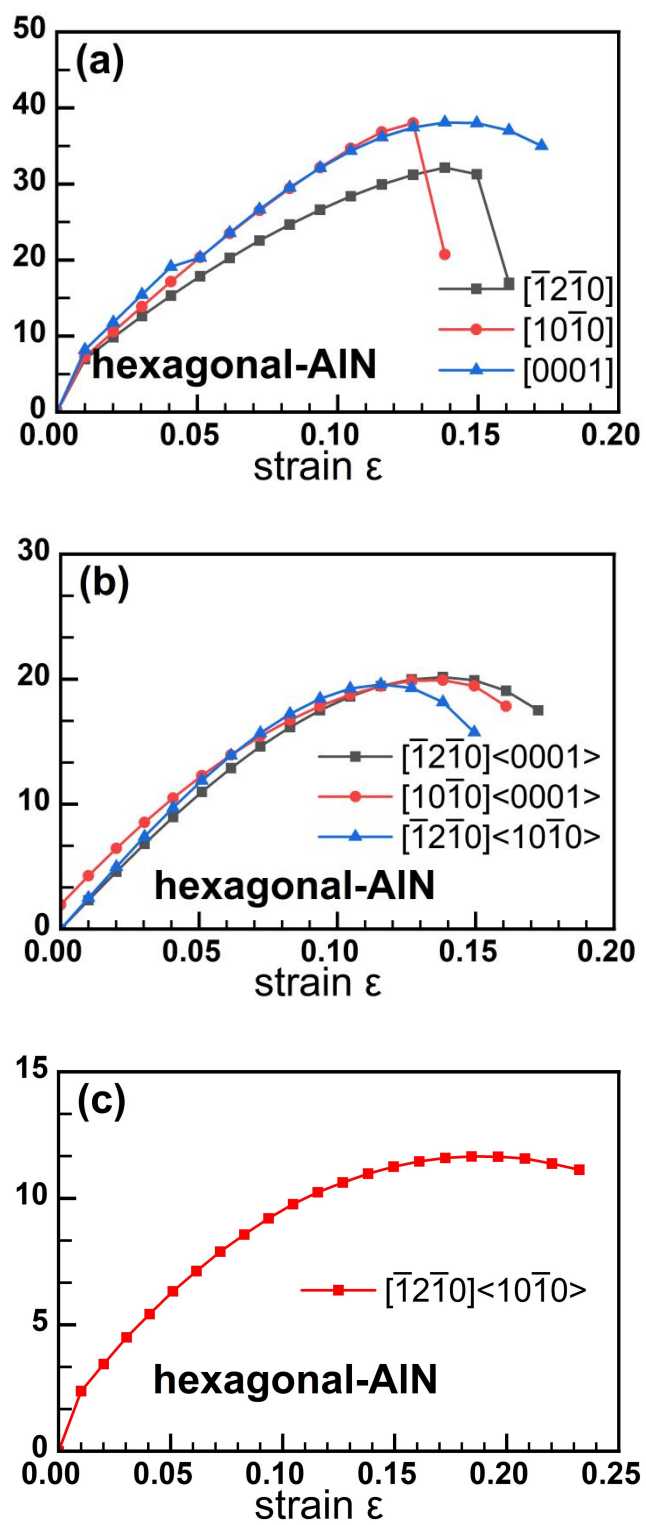 50
(a)
40
30
20
[1̅21̅0]
[101̅0]
10
[0001]
hexagonal-AlN
0
0.00 0.05 0.10 0.15 0.20
strain ε
30
(b)
20
[1̅21̅0]<0001>
[101̅0]<0001>
10
[1̅21̅0]<101̅0>
hexagonal-AlN
0
0.00 0.05 0.10 0.15 0.20
strain ε
15
(c)
10
[1̅21̅0]<101̅0>
5
hexagonal-AlN
0
0.00 0.05 0.10 0.15 0.20 0.25
strain ε